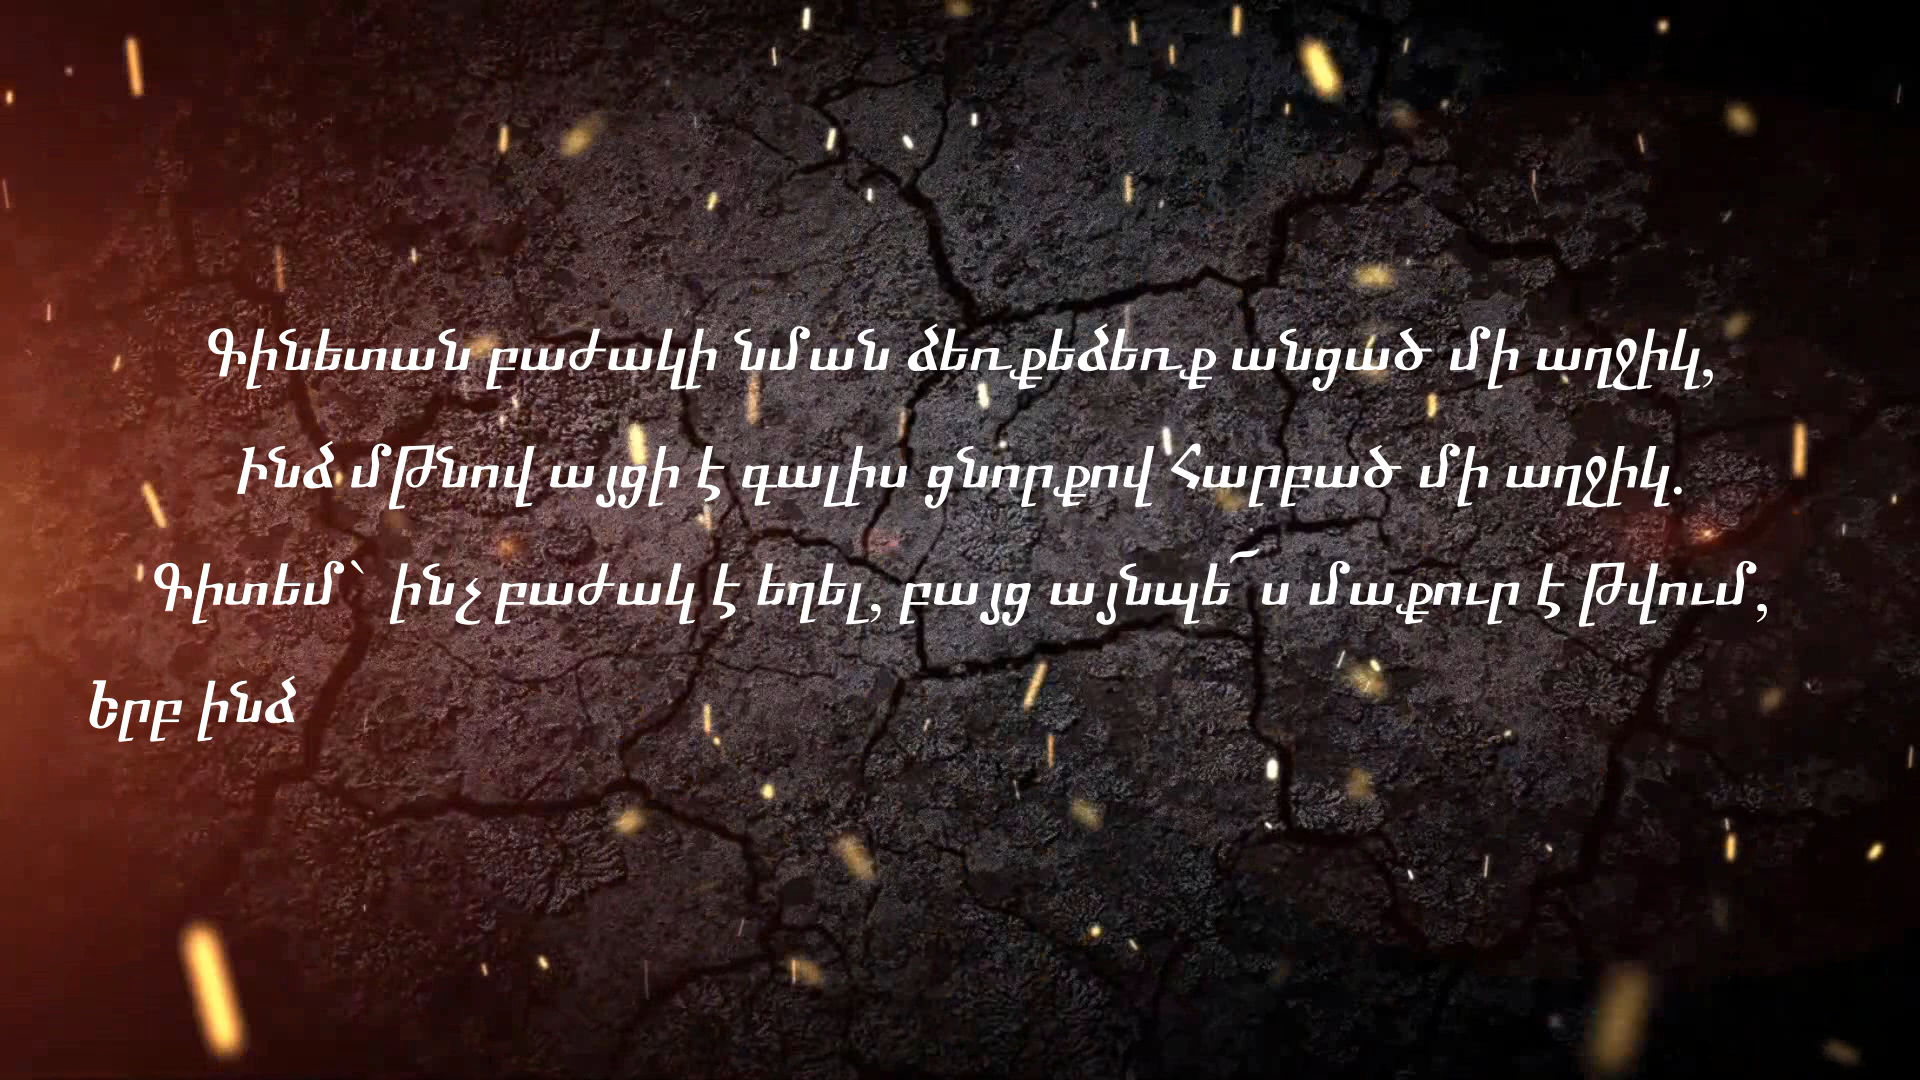 Գինետան բաժակի նման ձեռքեձեռք անցած մի աղջիկ,
Ինձ մթնով այցի է գալիս ցնորքով Հարբած մի աղջիկ.
Գիտեմ՝ ինչ բաժակ է եղել, բայց այնպե՜ս մաքուր է թվում,
երբ ինձ